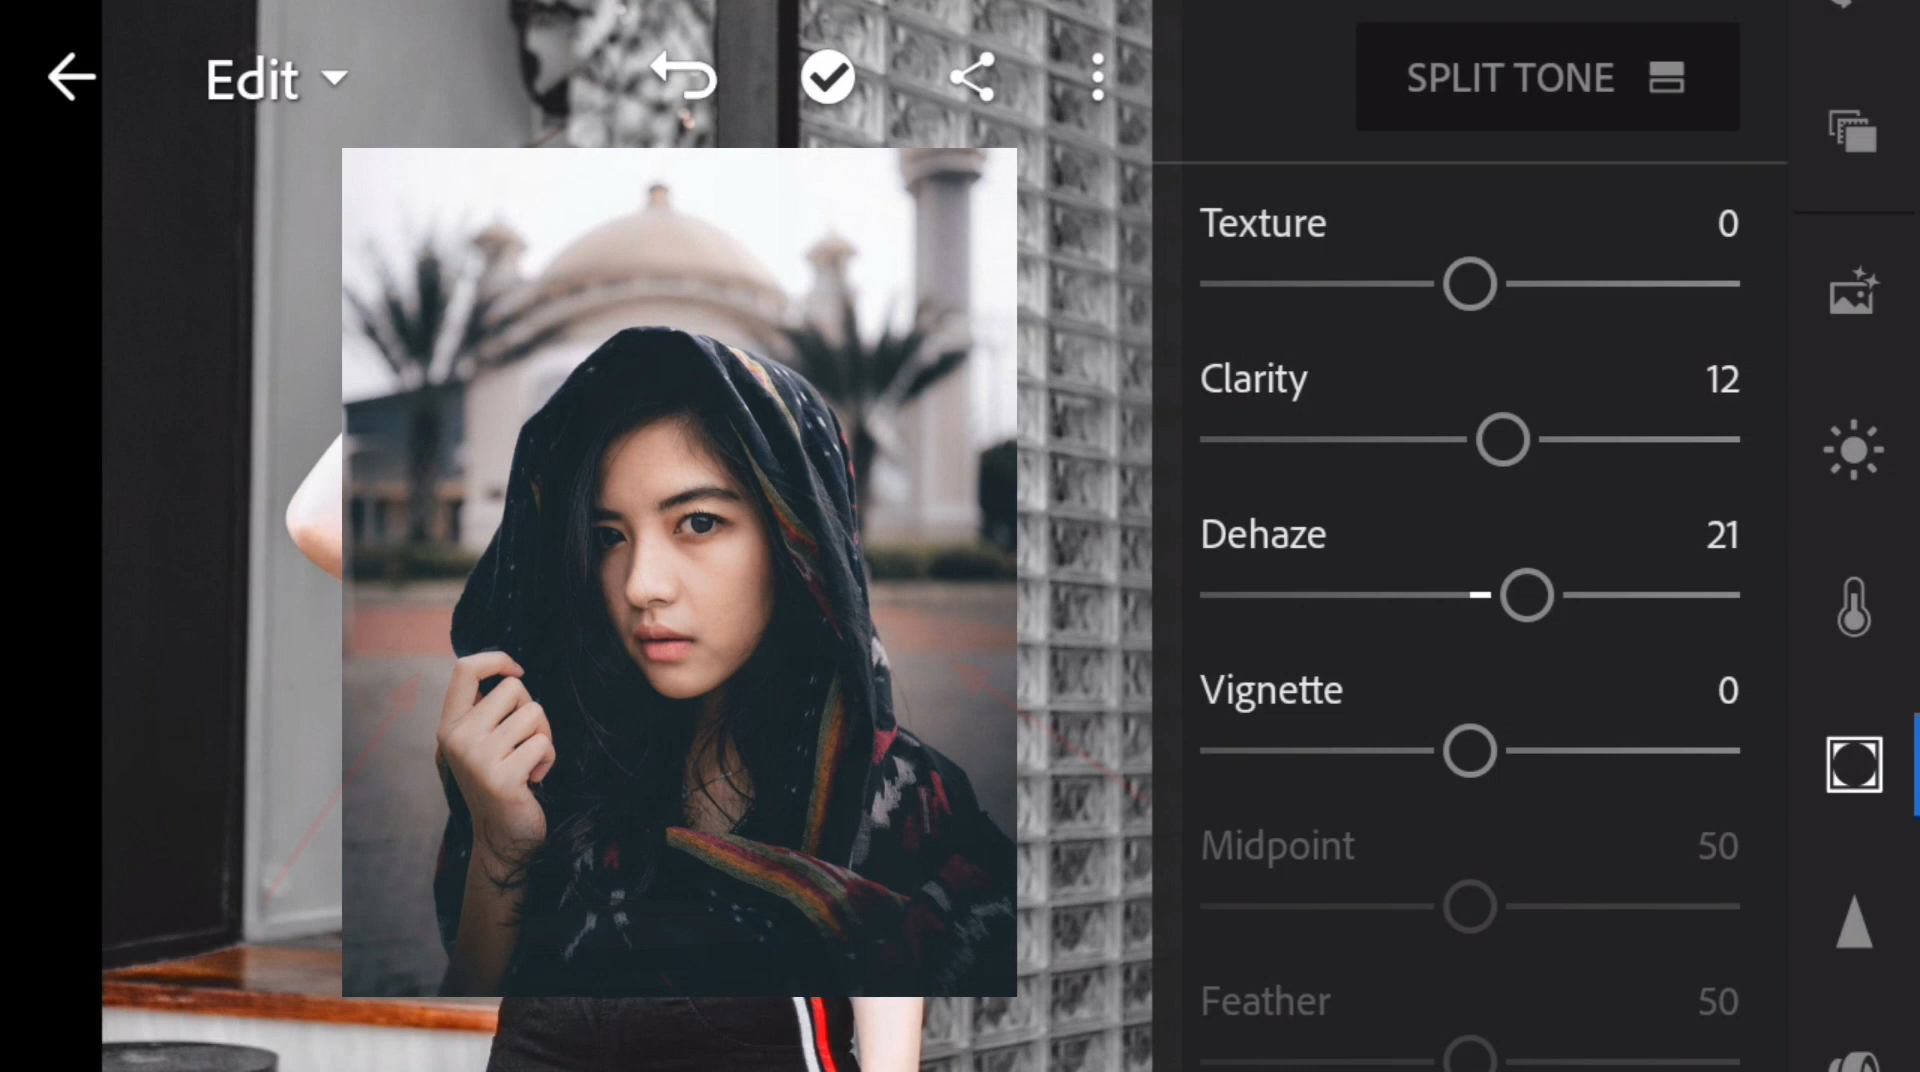 Edit
SPLIT TONE
Texture 0
Clarity 12
Dehaze 21
Vignette 0
Midpoint 50
Feather 50